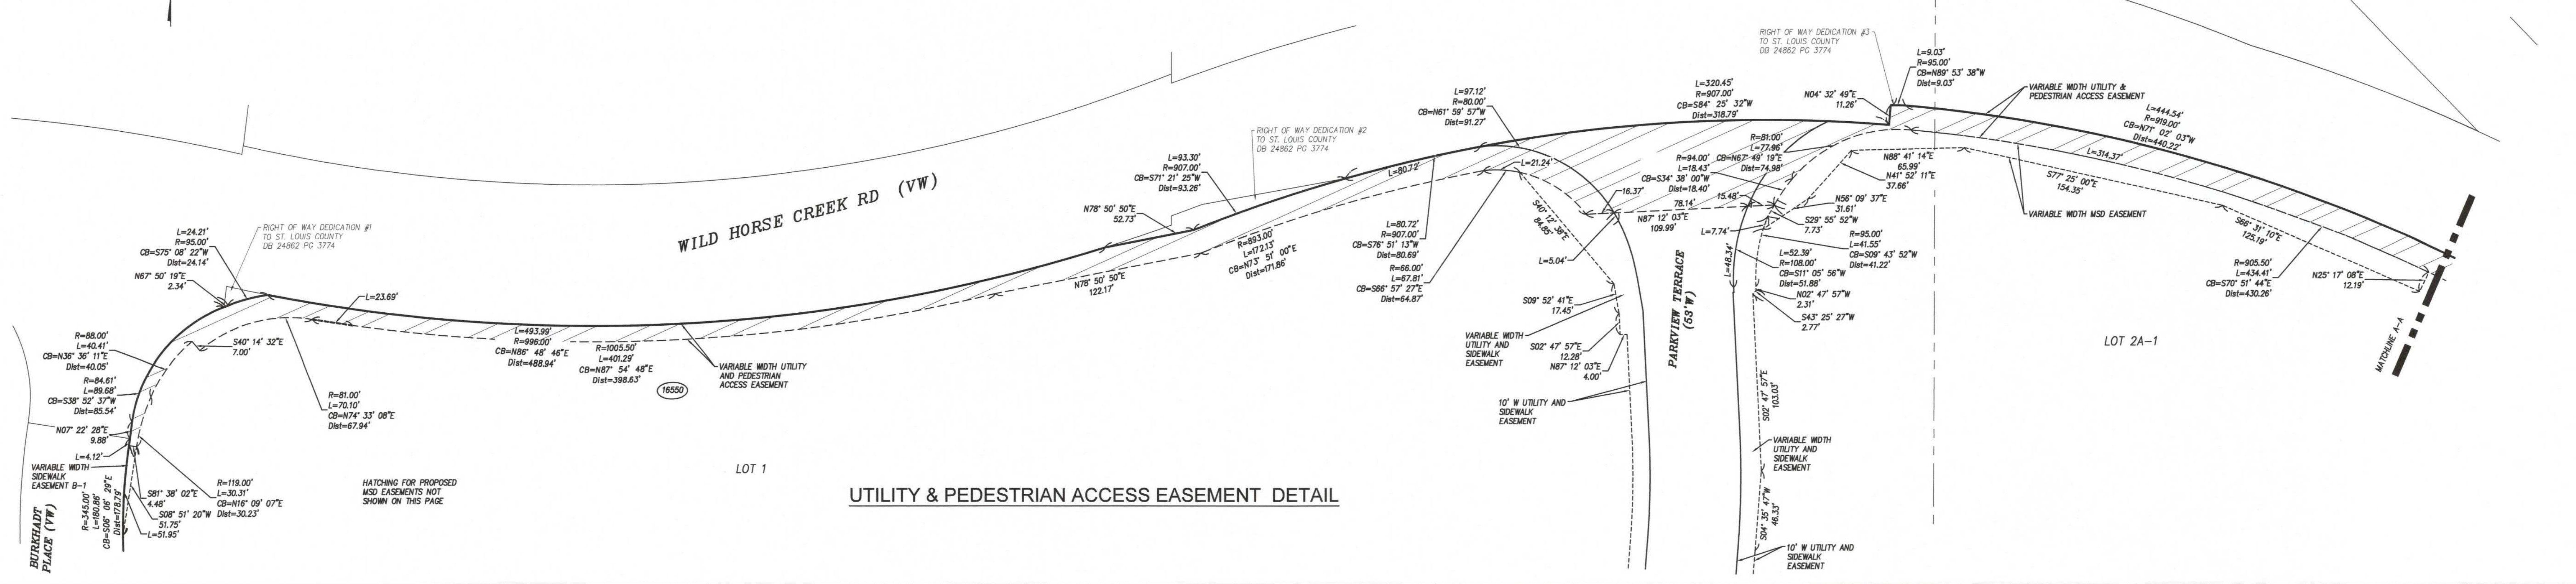 RIGHT OF WAY DEDICATION #1
TO ST. LOUIS COUNTY
DB 24862 PG 3774
L=24.21'
R=95.00'
CB=S75° 08' 22"W
Dist=24.14'
N67° 50' 19"E
2.34'
L=23.69'
R=88.00'
L=40.41'
CB=N36° 36' 11"E
Dist=40.05'
S40° 14' 32"E
7.00'
R=84.61'
L=89.68'
CB=S38° 52' 37"W
Dist=85.54'
R=81.00'
L=70.10'
CB=N74° 33' 08"E
Dist=67.94'
N07° 22' 28"E
9.88'
L=4.12'
VARIABLE WIDTH
SIDEWALK
EASEMENT B-1
BURKHADT
PLACE (VW)
R=345.00'
L=180.86'
CB=S06° 06' 29"E
Dist=178.79'
S81° 38' 02"E
4.48'
S08° 51' 20"W
51.75'
L=51.95'
R=119.00'
L=30.31'
CB=N16° 09' 07"E
Dist=30.23'
HATCHING FOR PROPOSED
MSD EASEMENTS NOT
SHOWN ON THIS PAGE
L=493.99'
R=996.00'
CB=N86° 48' 46"E
Dist=488.94'
R=1005.50'
L=401.29'
CB=N87° 54' 48"E
Dist=398.63'
16550
VARIABLE WIDTH UTILITY
AND PEDESTRIAN
ACCESS EASEMENT
LOT 1
WILD HORSE CREEK RD (VW)
UTILITY & PEDESTRIAN ACCESS EASEMENT DETAIL
N78° 50' 50"E
52.73'
N78° 50' 50"E
122.17'
L=93.30'
R=907.00'
CB=S71° 21' 25"W
Dist=93.26'
RIGHT OF WAY DEDICATION #2
TO ST. LOUIS COUNTY
DB 24862 PG 3774
R=893.00'
L=172.13'
CB=N73° 51' 00"E
Dist=171.86'
L=80.72'
L=97.12'
R=80.00'
CB=N61° 59' 57"W
Dist=91.27'
L=80.72'
R=907.00'
CB=S76° 51' 13"W
Dist=80.69'
R=66.00'
L=67.81'
CB=S66° 57' 27"E
Dist=64.87'
L=21.24'
S40° 12' 38"E
84.85'
L=5.04'
16.37'
S09° 52' 41"E
17.45'
VARIABLE WIDTH
UTILITY AND
SIDEWALK
EASEMENT
S02° 47' 57"E
12.28'
N87° 12' 03"E
4.00'
10' W UTILITY AND
SIDEWALK
EASEMENT
PARKVIEW TERRACE
(53'W)
L=320.45'
R=907.00'
CB=S84° 25' 32"W
Dist=318.79'
R=81.00'
L=77.96'
CB=N67° 49' 19"E
Dist=74.98'
R=94.00'
L=18.43'
CB=S34° 38' 00"W
Dist=18.40'
78.14'
15.48'
N87° 12' 03"E
109.99'
L=7.74'
L=48.34'
RIGHT OF WAY DEDICATION #3
TO ST. LOUIS COUNTY
DB 24862 PG 3774
N04° 32' 49"E
11.26'
L=9.03'
R=95.00'
CB=N89° 53' 38"W
Dist=9.03'
VARIABLE WIDTH UTILITY &
PEDESTRIAN ACCESS EASEMENT
L=444.54'
R=919.00'
CB=N71° 02' 03"W
Dist=440.22'
L=314.37'
N88° 41' 14"E
65.99'
N41° 52' 11"E
37.66'
N56° 09' 37"E
31.61'
S29° 55' 52"W
7.73'
R=95.00'
L=41.55'
CB=S09° 43' 52"W
Dist=41.22'
L=52.39'
R=108.00'
CB=S11° 05' 56"W
Dist=51.88'
N02° 47' 57"W
2.31'
S43° 25' 27"W
2.77'
S77° 25' 00"E
154.35'
VARIABLE WIDTH MSD EASEMENT
S66° 31' 10"E
125.19'
R=905.50'
L=434.41'
CB=S70° 51' 44"E
Dist=430.26'
N25° 17' 08"E
12.19'
MATCHLINE A-A
LOT 2A-1
S02° 47' 57"E
103.03'
VARIABLE WIDTH
UTILITY AND
SIDEWALK
EASEMENT
S04° 35' 47"W
46.33'
10' W UTILITY AND
SIDEWALK
EASEMENT